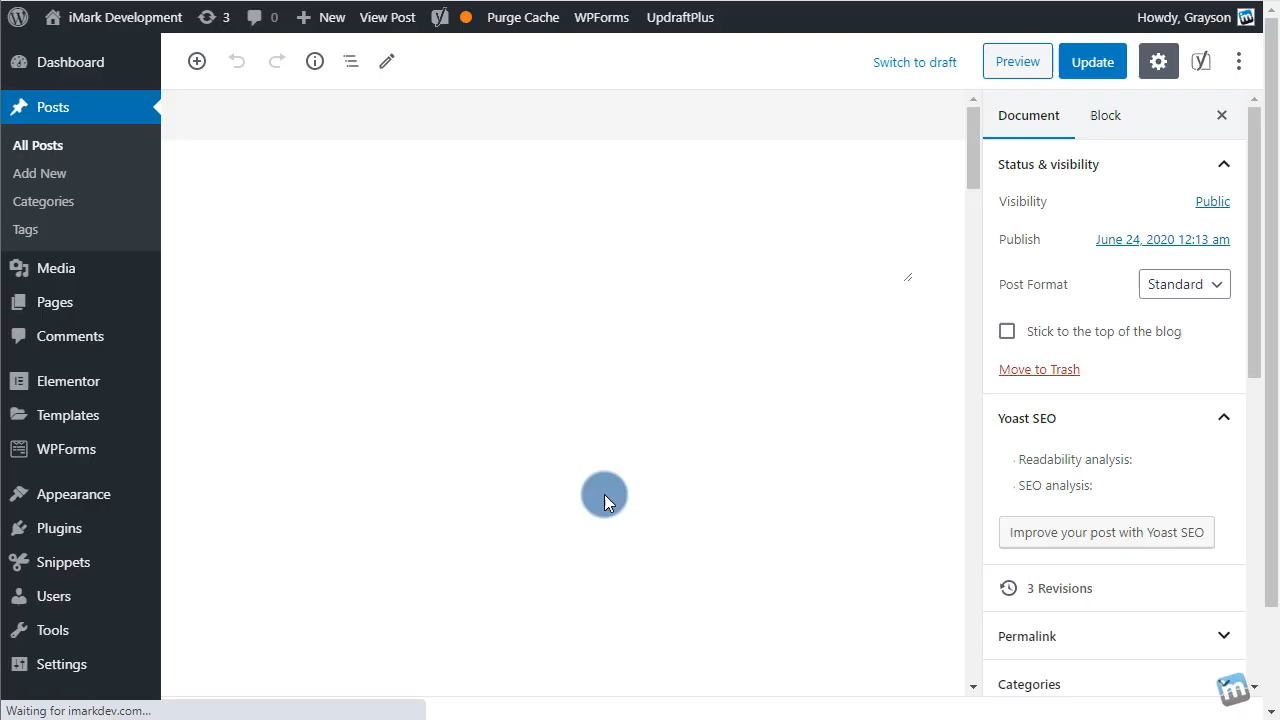 iMark Development 3 0 New View Post Purge Cache WPForms UpdraftPlus Howdy, Grayson
Switch to draft Preview Update
Dashboard
Posts
All Posts
Add New
Categories
Tags
Media
Pages
Comments
Elementor
Templates
WPForms
Appearance
Plugins
Snippets
Users
Tools
Settings
Document Block
Status & visibility
Visibility Public
Publish June 24, 2020 12:13 am
Post Format Standard
Stick to the top of the blog
Move to Trash
Yoast SEO
Readability analysis:
SEO analysis:
Improve your post with Yoast SEO
3 Revisions
Permalink
Categories
Waiting for imarkdev.com...